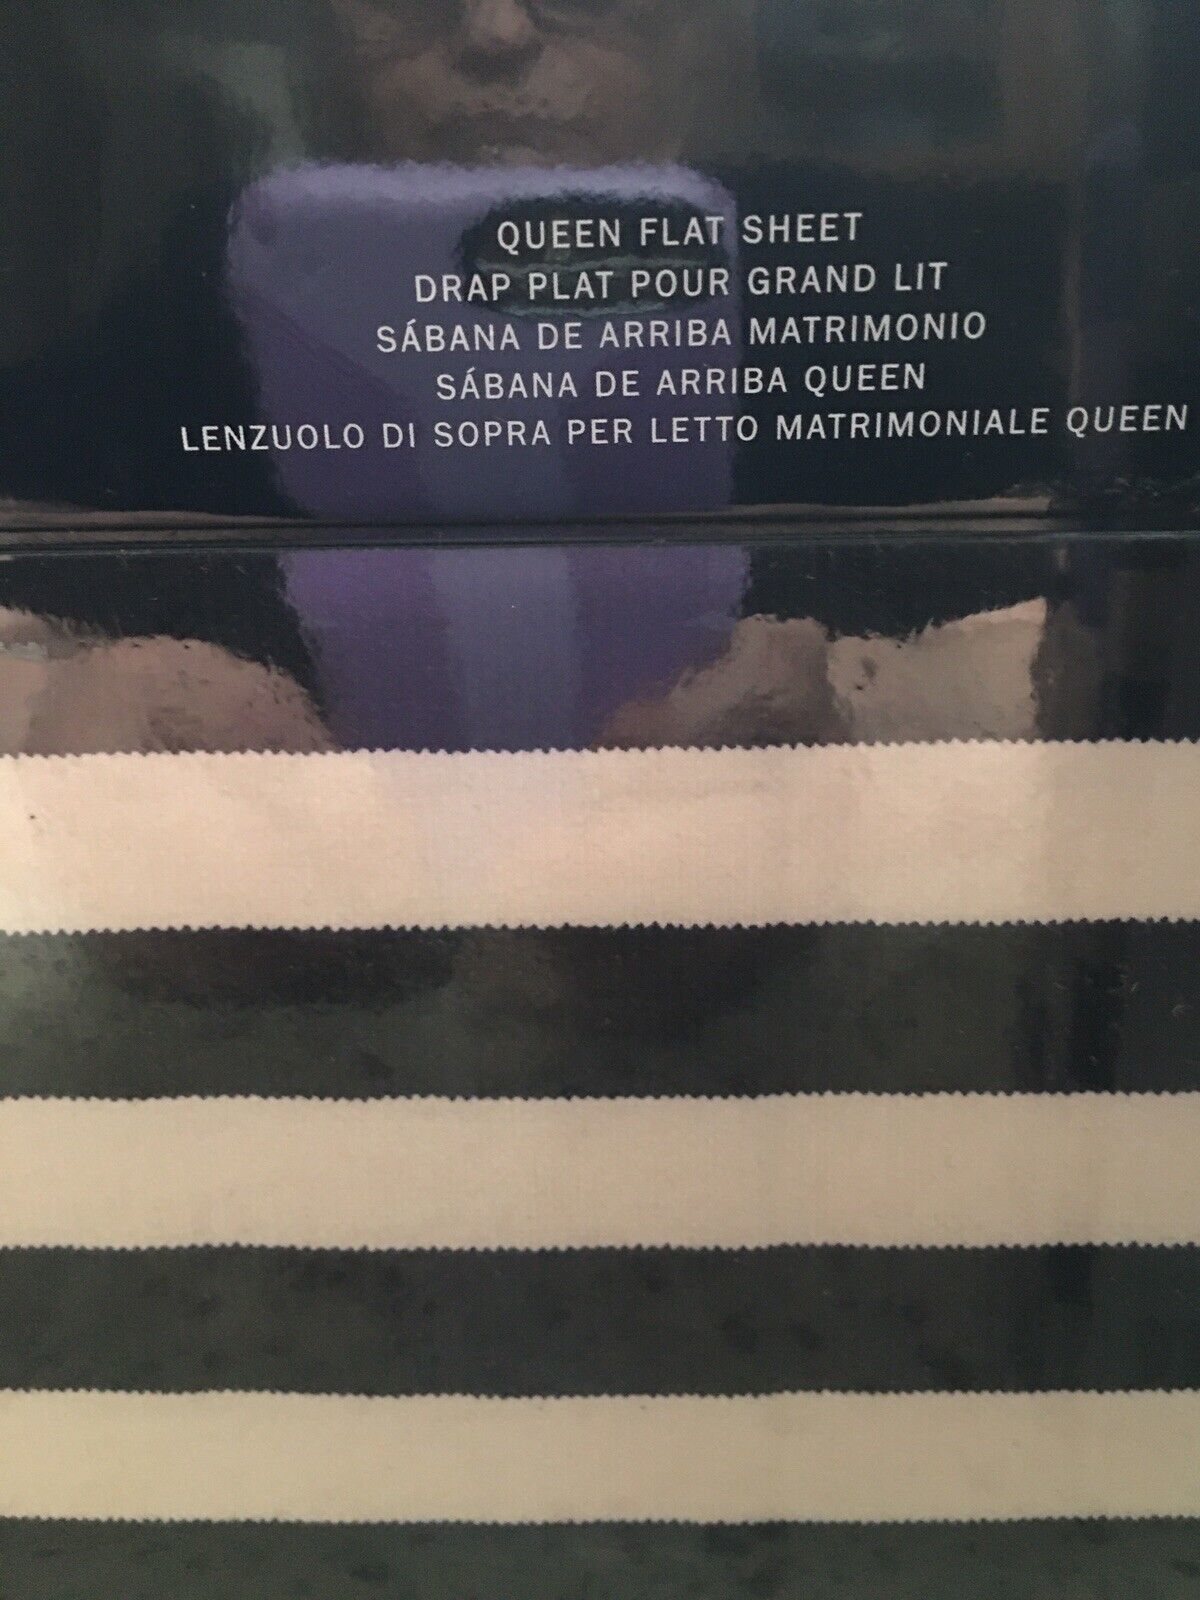 QUEEN FLAT SHEET
DRAP PLAT POUR GRAND LIT
SÁBANA DE ARRIBA MATRIMONIO
SÁBANA DE ARRIBA QUEEN
LENZUOLO DI SOPRA PER LETTO MATRIMONIALE QUEEN